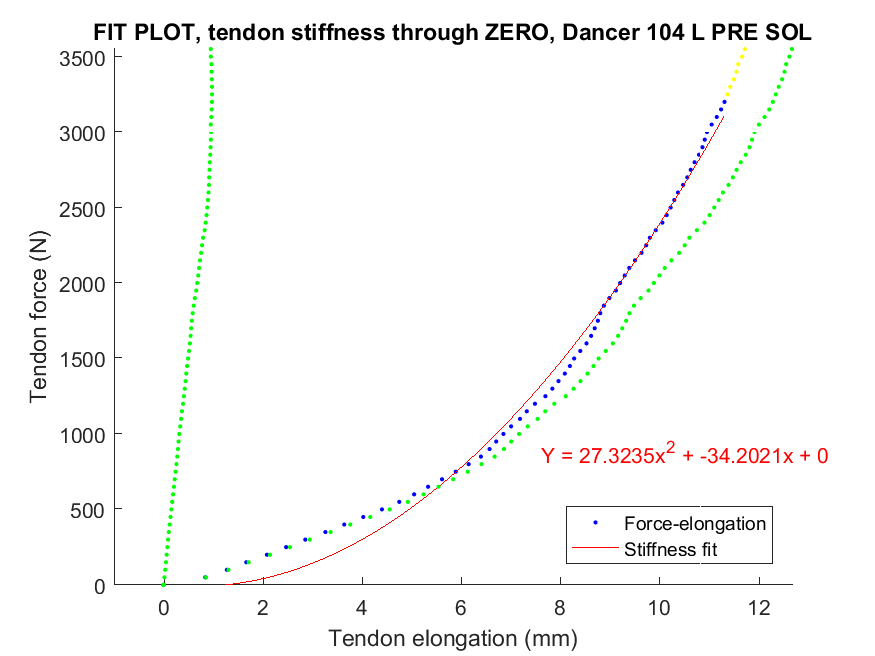 FIT PLOT, tendon stiffness through ZERO, Dancer 104 L PRE SOL
3500
3000
2500
2000
1500
1000
500
0
Tendon force (N)
Y = 27.3235x² + -34.2021x + 0
Force-elongation
Stiffness fit
0 2 4 6 8 10 12
Tendon elongation (mm)